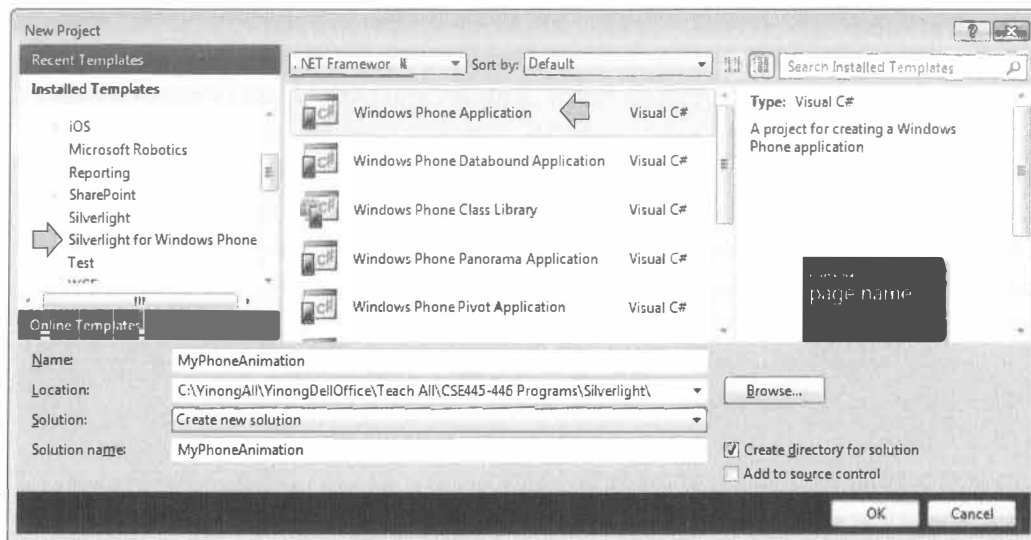 New Project
Recent Templates
Installed Templates
iOS
Microsoft Robotics
Reporting
SharePoint
Silverlight
Silverlight for Windows Phone
Test
Online Templates
.NET Framewor
Sort by: Default
Search Installed Templates
Windows Phone Application Visual C#
Windows Phone Databound Application Visual C#
Windows Phone Class Library Visual C#
Windows Phone Panorama Application Visual C#
Windows Phone Pivot Application Visual C#
Type: Visual C#
A project for creating a Windows
Phone application
page name
Name: MyPhoneAnimation
Location: C:\YinongAll\YinongDellOffice\Teach All\CSE445-446 Programs\Silverlight\
Browse...
Solution: Create new solution
Solution name: MyPhoneAnimation
Create directory for solution
Add to source control
OK Cancel